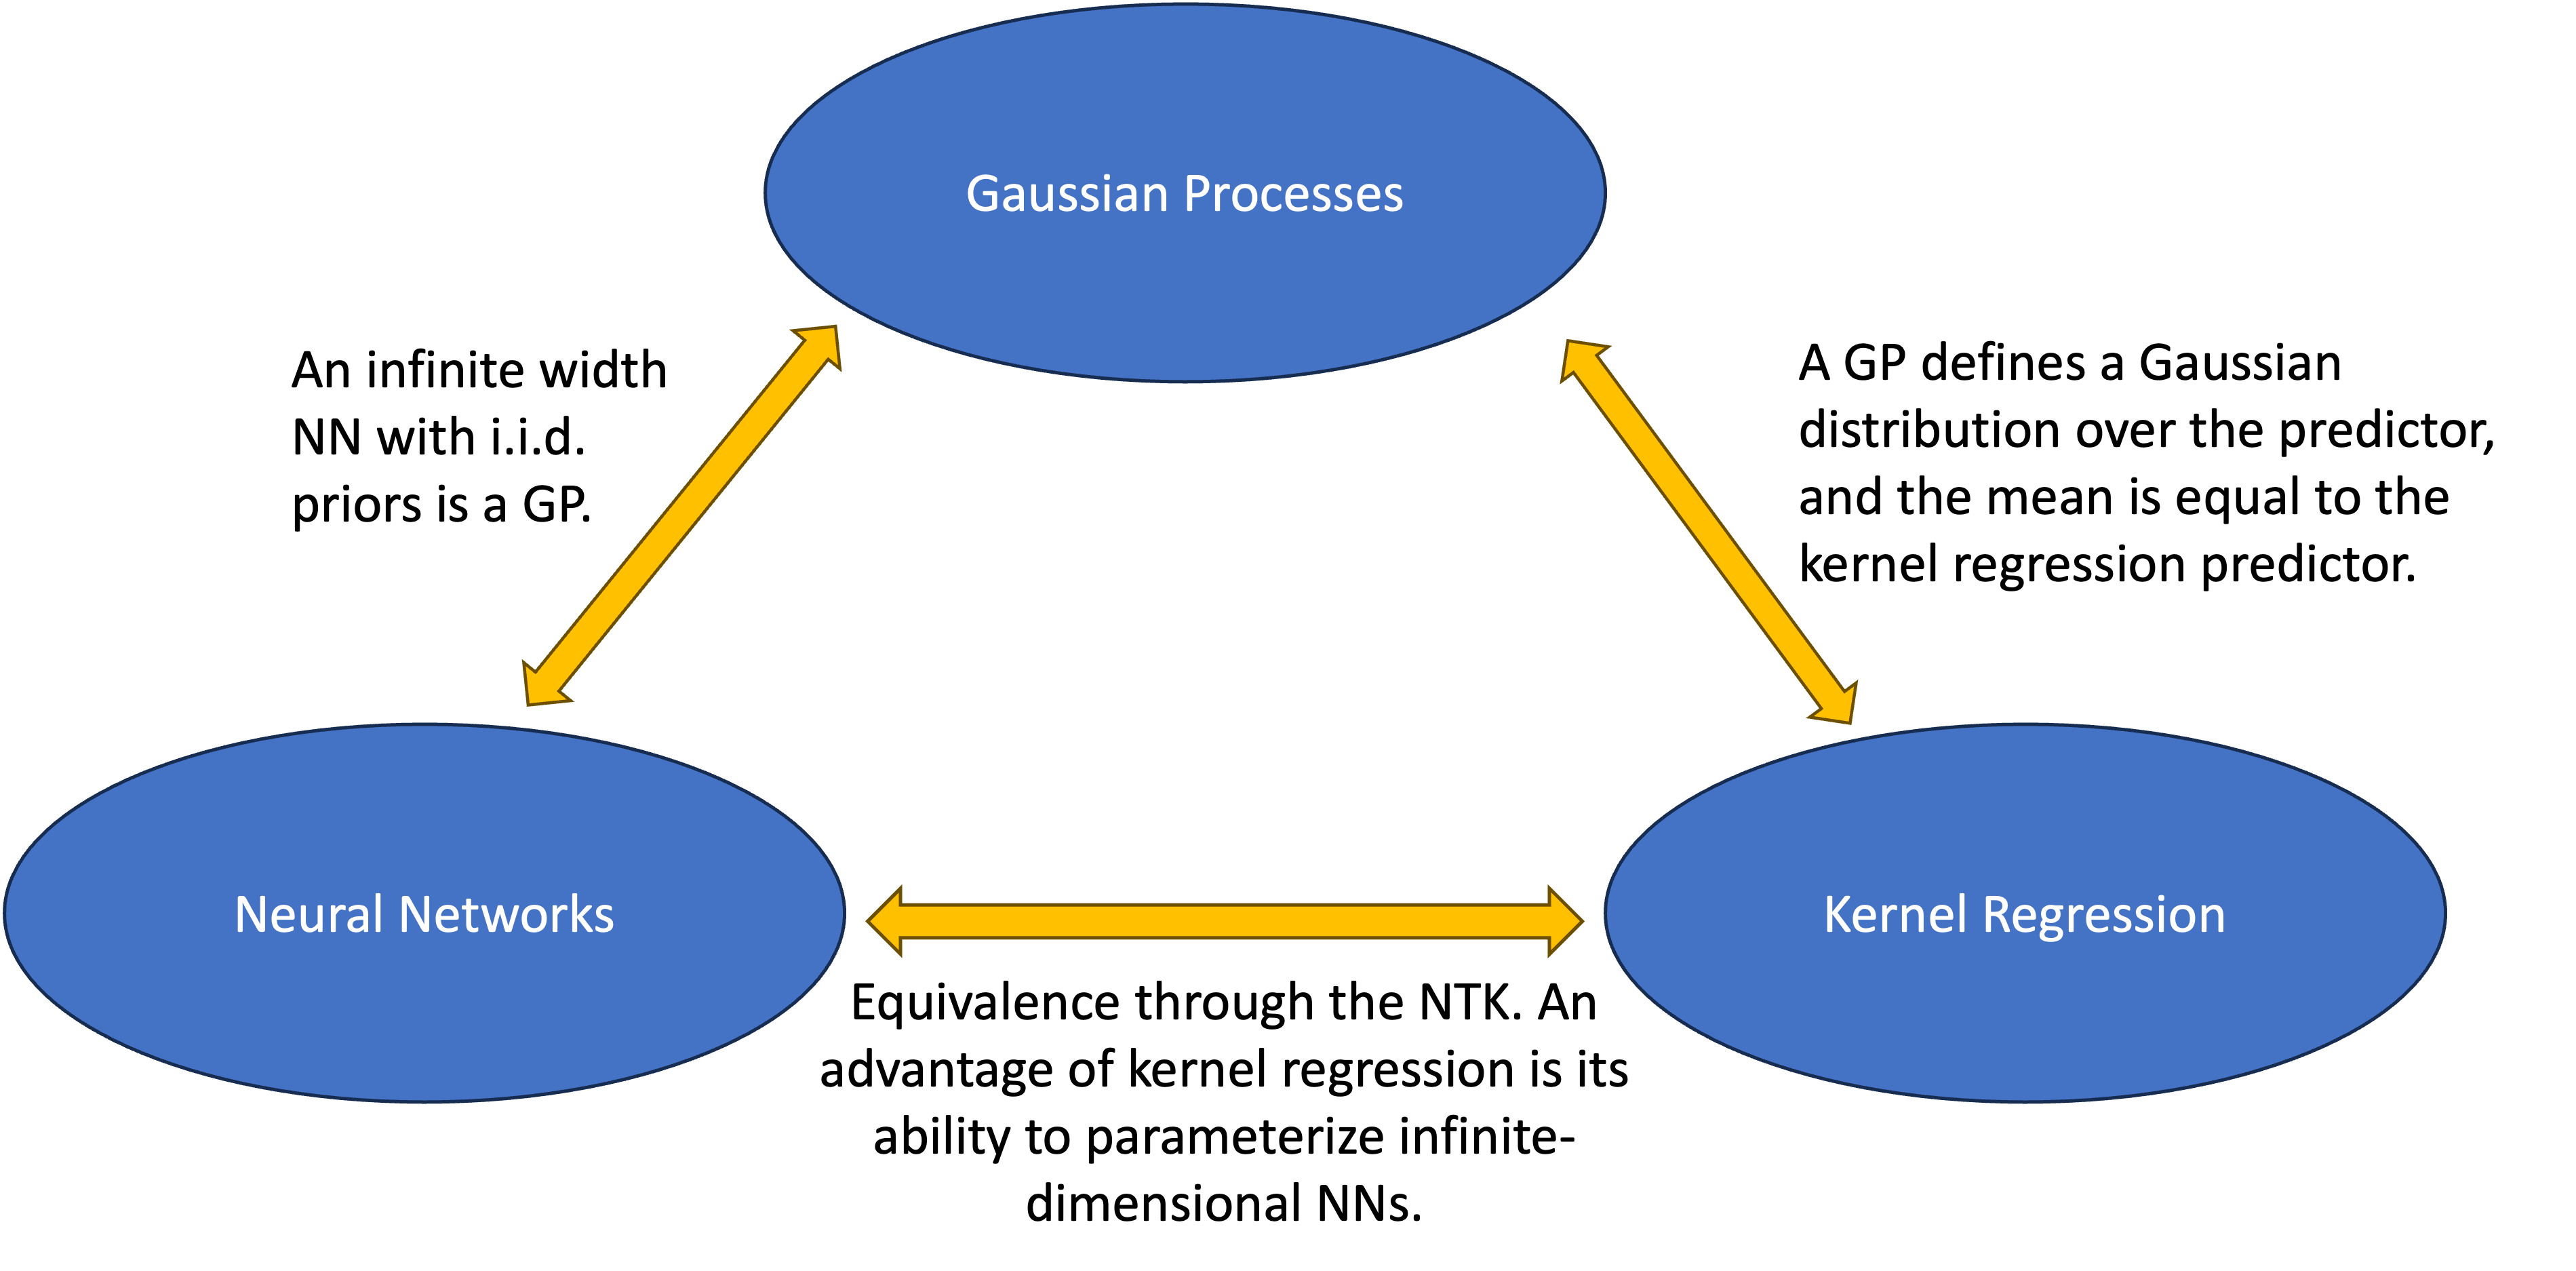 Gaussian Processes
An infinite width
NN with i.i.d.
priors is a GP.
A GP defines a Gaussian
distribution over the predictor,
and the mean is equal to the
kernel regression predictor.
Neural Networks
Kernel Regression
Equivalence through the NTK. An
advantage of kernel regression is its
ability to parameterize infinite-
dimensional NNs.